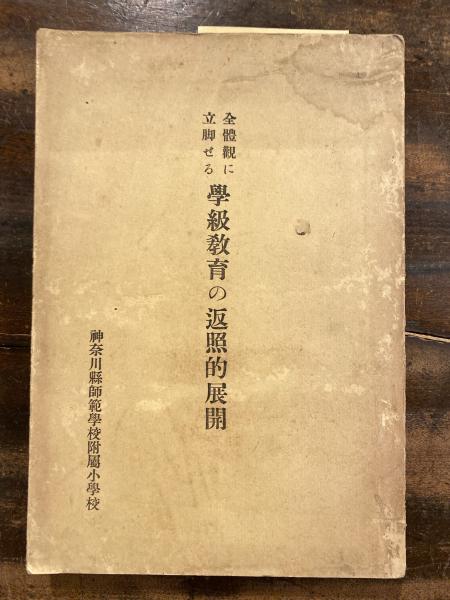 全體觀に
立脚せる
學級敎育の返照的展開
神奈川縣師範學校附屬小學校